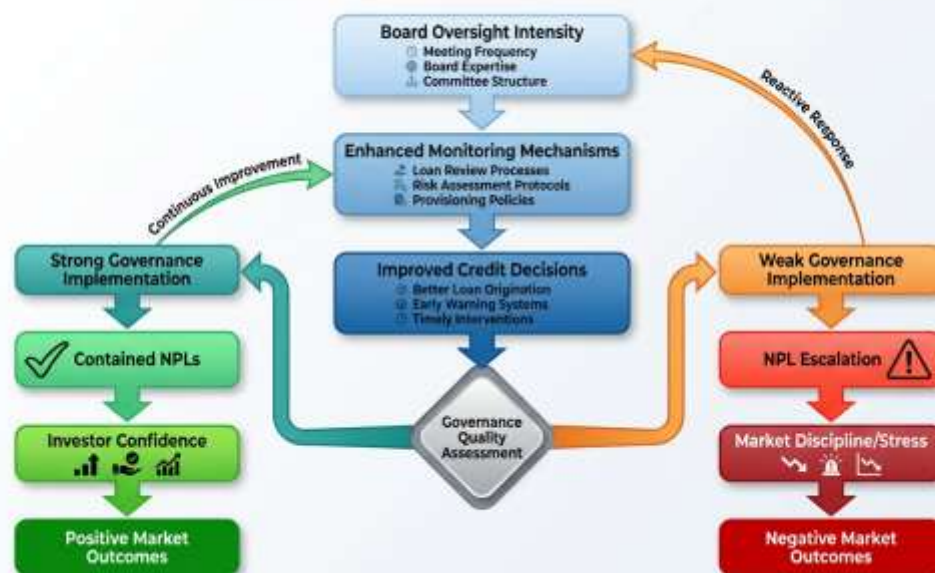 Board Oversight Intensity
Meeting Frequency
Board Expertise
Committee Structure
Reactive Response
Enhanced Monitoring Mechanisms
Loan Review Processes
Risk Assessment Protocols
Provisioning Policies
Continuous Improvement
Strong Governance
Implementation
Improved Credit Decisions
Better Loan Origination
Early Warning Systems
Timely Interventions
Weak Governance
Implementation
Contained NPLs
NPL Escalation
Governance
Quality
Assessment
Investor Confidence
Market Discipline/Stress
Positive Market
Outcomes
Negative Market
Outcomes